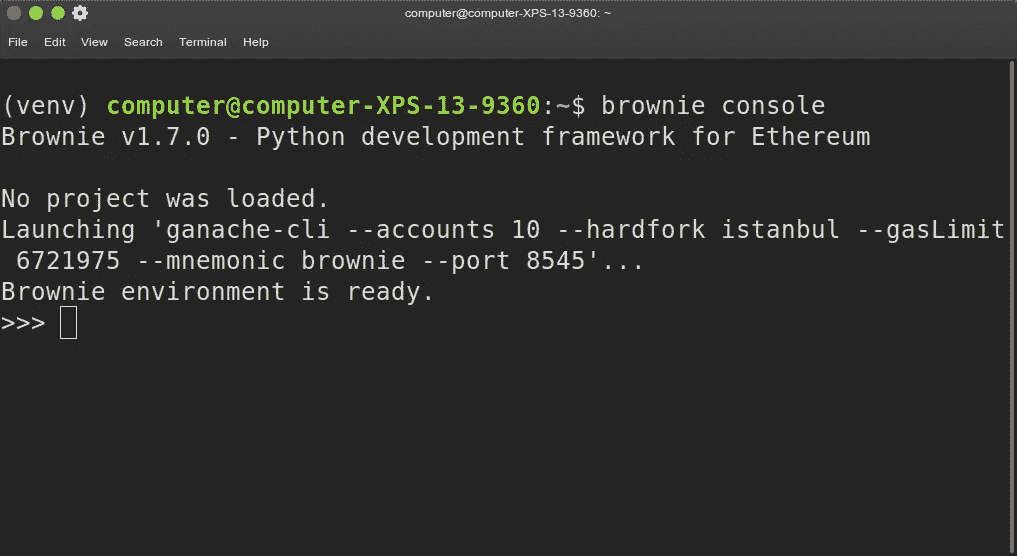 computer@computer-XPS-13-9360: ~
File Edit View Search Terminal Help
(venv) computer@computer-XPS-13-9360:~$ brownie console
Brownie v1.7.0 - Python development framework for Ethereum
No project was loaded.
Launching 'ganache-cli --accounts 10 --hardfork istanbul --gasLimit
6721975 --mnemonic brownie --port 8545'...
Brownie environment is ready.
>>>